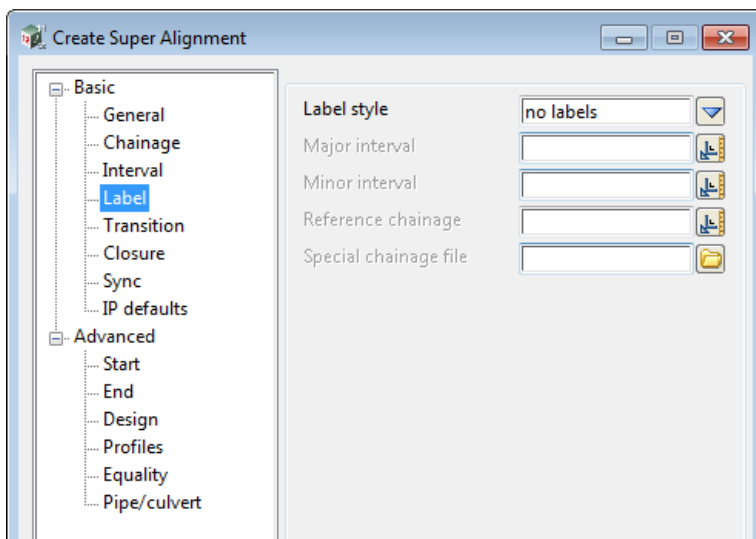 Create Super Alignment
Basic
General
Chainage
Interval
Label
Transition
Closure
Sync
IP defaults
Advanced
Start
End
Design
Profiles
Equality
Pipe/culvert
Label style
no labels
Major interval
Minor interval
Reference chainage
Special chainage file